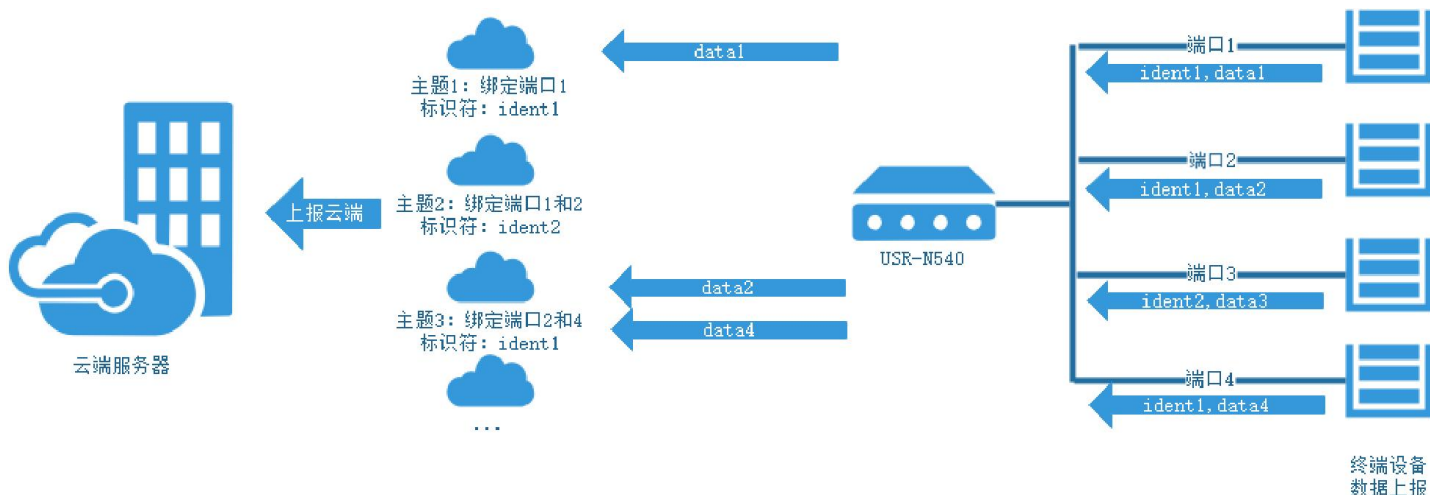 data1
主题1: 绑定端口1
标识符: ident1
主题2: 绑定端口1和2
标识符: ident2
上报云端
data2
主题3: 绑定端口2和4
标识符: ident1
data4
...
云端服务器
USR-N540
端口1
ident1,data1
端口2
ident1,data2
端口3
ident2,data3
端口4
ident1,data4
终端设备
数据上报